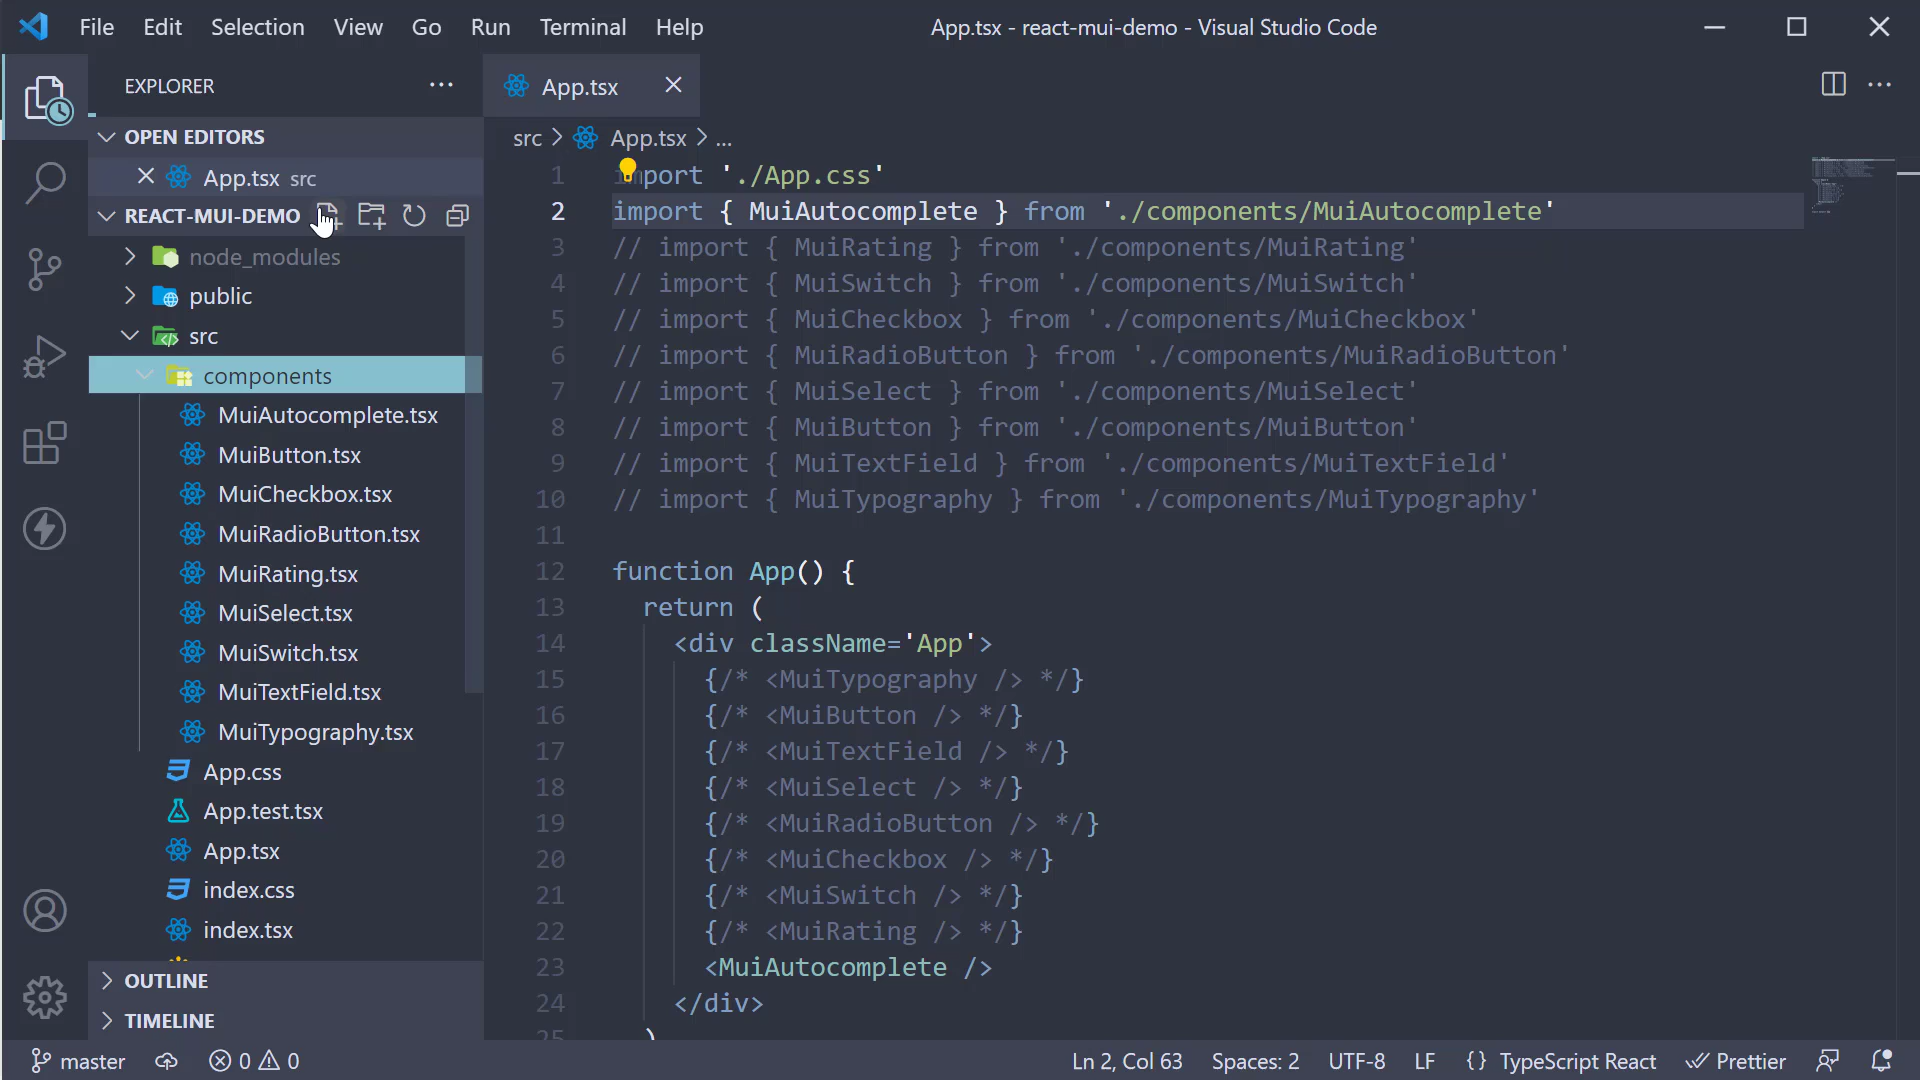 File Edit Selection View Go Run Terminal Help App.tsx - react-mui-demo - Visual Studio Code
EXPLORER
OPEN EDITORS
App.tsx src
REACT-MUI-DEMO
node_modules
public
src
components
MuiAutocomplete.tsx
MuiButton.tsx
MuiCheckbox.tsx
MuiRadioButton.tsx
MuiRating.tsx
MuiSelect.tsx
MuiSwitch.tsx
MuiTextField.tsx
MuiTypography.tsx
App.css
App.test.tsx
App.tsx
index.css
index.tsx
OUTLINE
TIMELINE
App.tsx
src > App.tsx > ...
1 import './App.css'
2 import { MuiAutocomplete } from './components/MuiAutocomplete'
3 // import { MuiRating } from './components/MuiRating'
4 // import { MuiSwitch } from './components/MuiSwitch'
5 // import { MuiCheckbox } from './components/MuiCheckbox'
6 // import { MuiRadioButton } from './components/MuiRadioButton'
7 // import { MuiSelect } from './components/MuiSelect'
8 // import { MuiButton } from './components/MuiButton'
9 // import { MuiTextField } from './components/MuiTextField'
10 // import { MuiTypography } from './components/MuiTypography'
11
12 function App() {
13 return (
14 <div className='App'>
15 {/* <MuiTypography /> */}
16 {/* <MuiButton /> */}
17 {/* <MuiTextField /> */}
18 {/* <MuiSelect /> */}
19 {/* <MuiRadioButton /> */}
20 {/* <MuiCheckbox /> */}
21 {/* <MuiSwitch /> */}
22 {/* <MuiRating /> */}
23 <MuiAutocomplete />
24 </div>
25 )
master 0 0 Ln 2, Col 63 Spaces: 2 UTF-8 LF {} TypeScript React Prettier